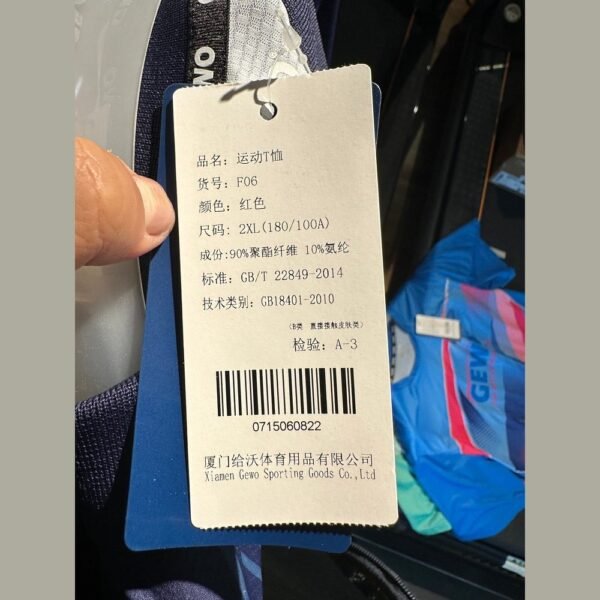 品名: 运动T恤
货号: F06
颜色: 红色
尺码: 2XL(180/100A)
成份:90%聚酯纤维 10%氨纶
标准: GB/T 22849-2014
技术类别: GB18401-2010
(B类 直接接触皮肤类)
检验: A-3
0715060822
厦门给沃体育用品有限公司
Xiamen Gewo Sporting Goods Co.,Ltd
GEWO